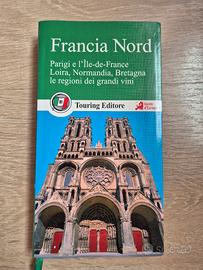 Francia Nord
Parigi e l'Île-de-France
Loira, Normandia, Bretagna
le regioni dei grandi vini
Touring Editore